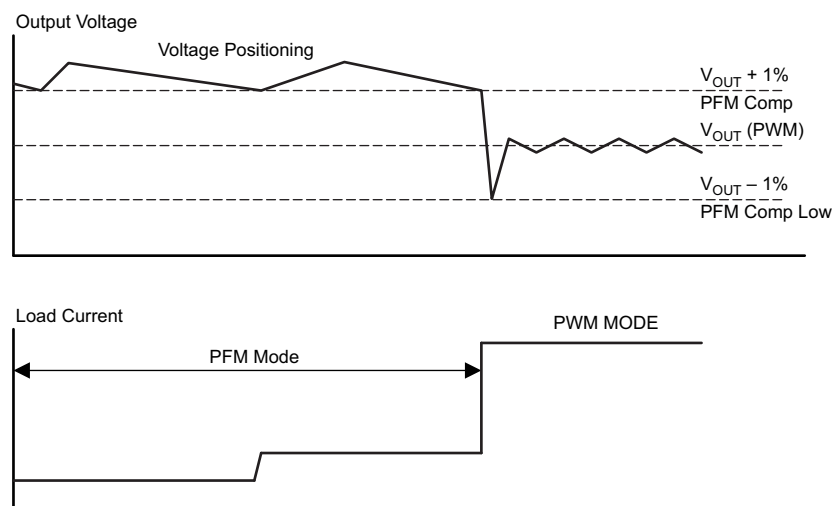 Output Voltage
Voltage Positioning
V_OUT + 1%
PFM Comp
V_OUT (PWM)
V_OUT – 1%
PFM Comp Low
Load Current
PWM MODE
PFM Mode